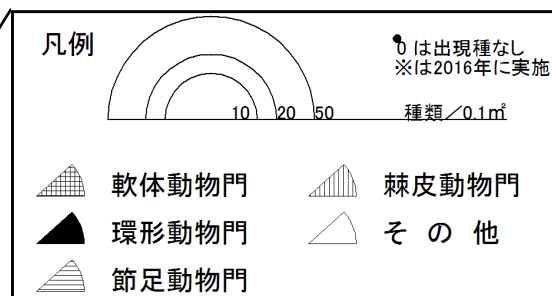 凡例
0 は出現種なし
※は2016年に実施
10 20 50 種類／0.1㎡
軟体動物門 棘皮動物門
環形動物門 そ の 他
節足動物門